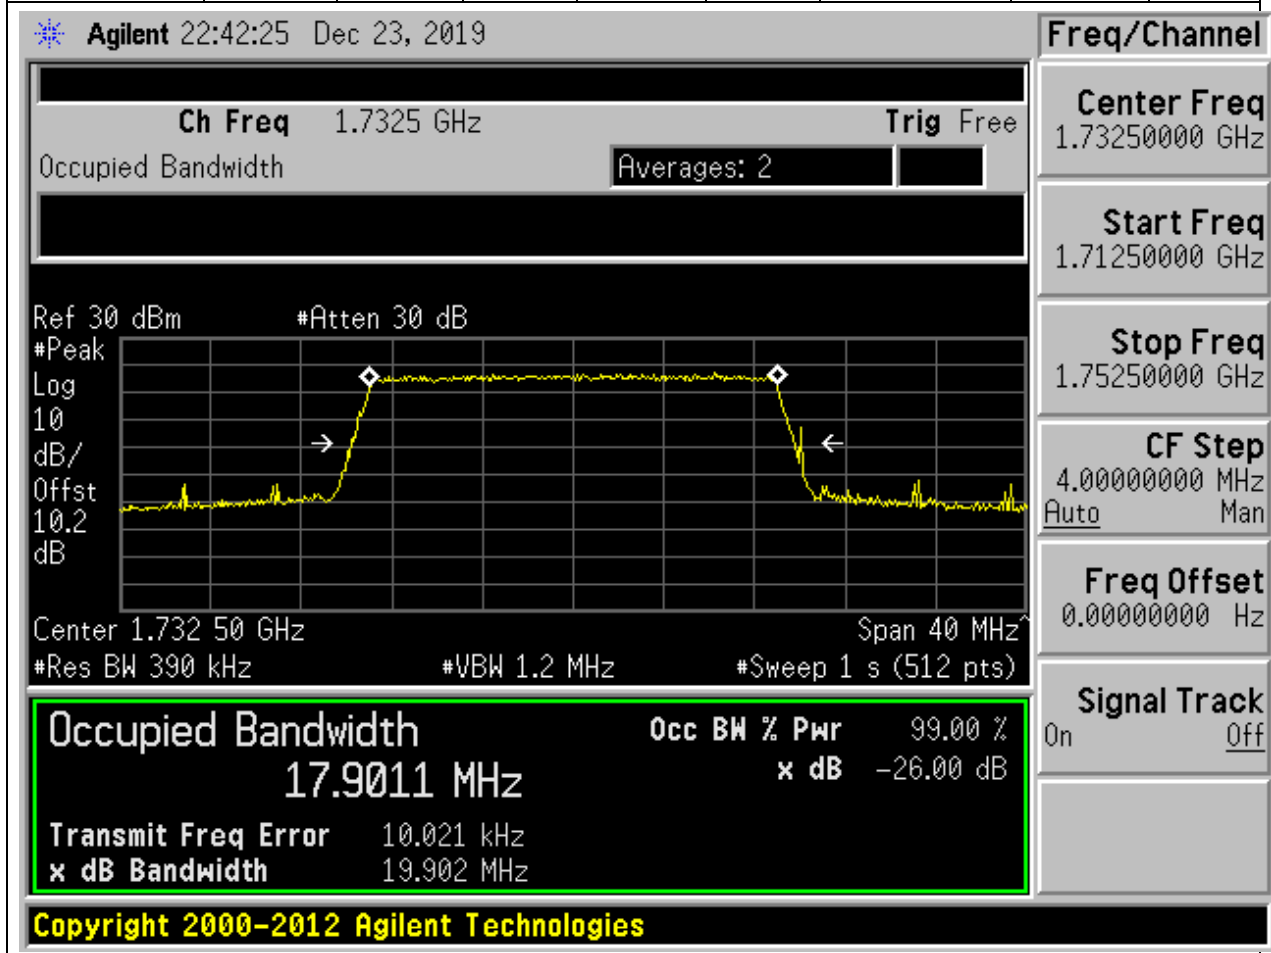 Agilent 22:42:25 Dec 23, 2019
Freq/Channel
Ch Freq 1.7325 GHz Trig Free
Occupied Bandwidth Averages: 2
Center Freq
1.73250000 GHz
Start Freq
1.71250000 GHz
Stop Freq
1.75250000 GHz
CF Step
4.00000000 MHz
Auto Man
Freq Offset
0.00000000 Hz
Signal Track
On Off
Ref 30 dBm #Atten 30 dB
#Peak
Log
10
dB/
Offst
10.2
dB
Center 1.732 50 GHz Span 40 MHz^
#Res BW 390 kHz #VBW 1.2 MHz #Sweep 1 s (512 pts)
Occupied Bandwidth Occ BW % Pwr 99.00 %
17.9011 MHz x dB -26.00 dB
Transmit Freq Error 10.021 kHz
x dB Bandwidth 19.902 MHz
Copyright 2000-2012 Agilent Technologies